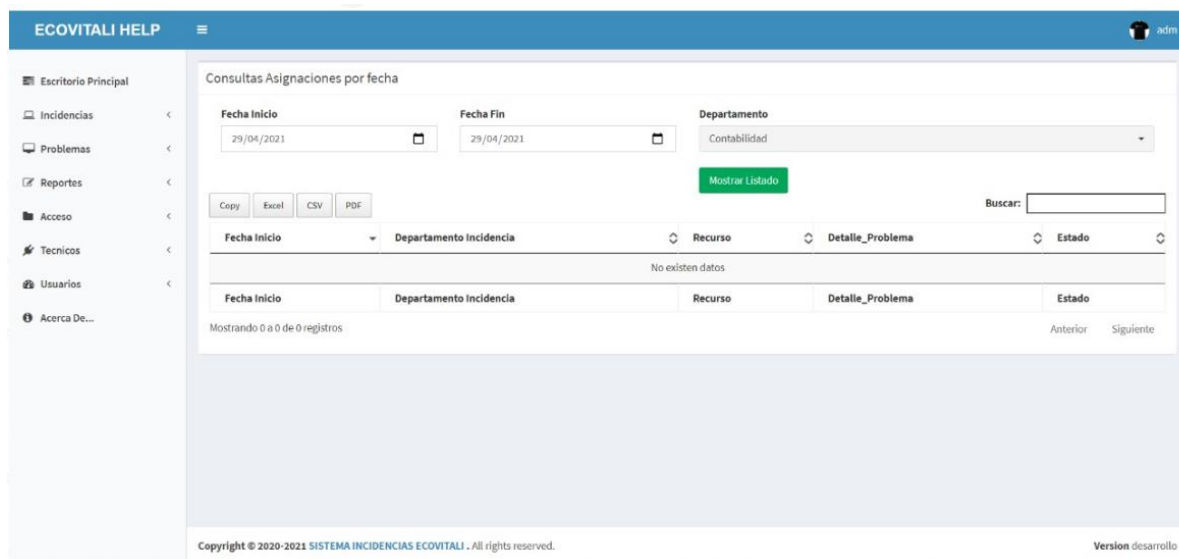 ECOVITALI HELP
adm
Escritorio Principal
Incidencias
Problemas
Reportes
Acceso
Tecnicos
Usuarios
Acerca De...
Consultas Asignaciones por fecha
Fecha Inicio Fecha Fin Departamento
29/04/2021 29/04/2021 Contabilidad
Mostrar Listado
Copy Excel CSV PDF Buscar:
Fecha Inicio Departamento Incidencia Recurso Detalle_Problema Estado
No existen datos
Fecha Inicio Departamento Incidencia Recurso Detalle_Problema Estado
Mostrando 0 a 0 de 0 registros Anterior Siguiente
Copyright © 2020-2021 SISTEMA INCIDENCIAS ECOVITALI . All rights reserved. Version desarrollo